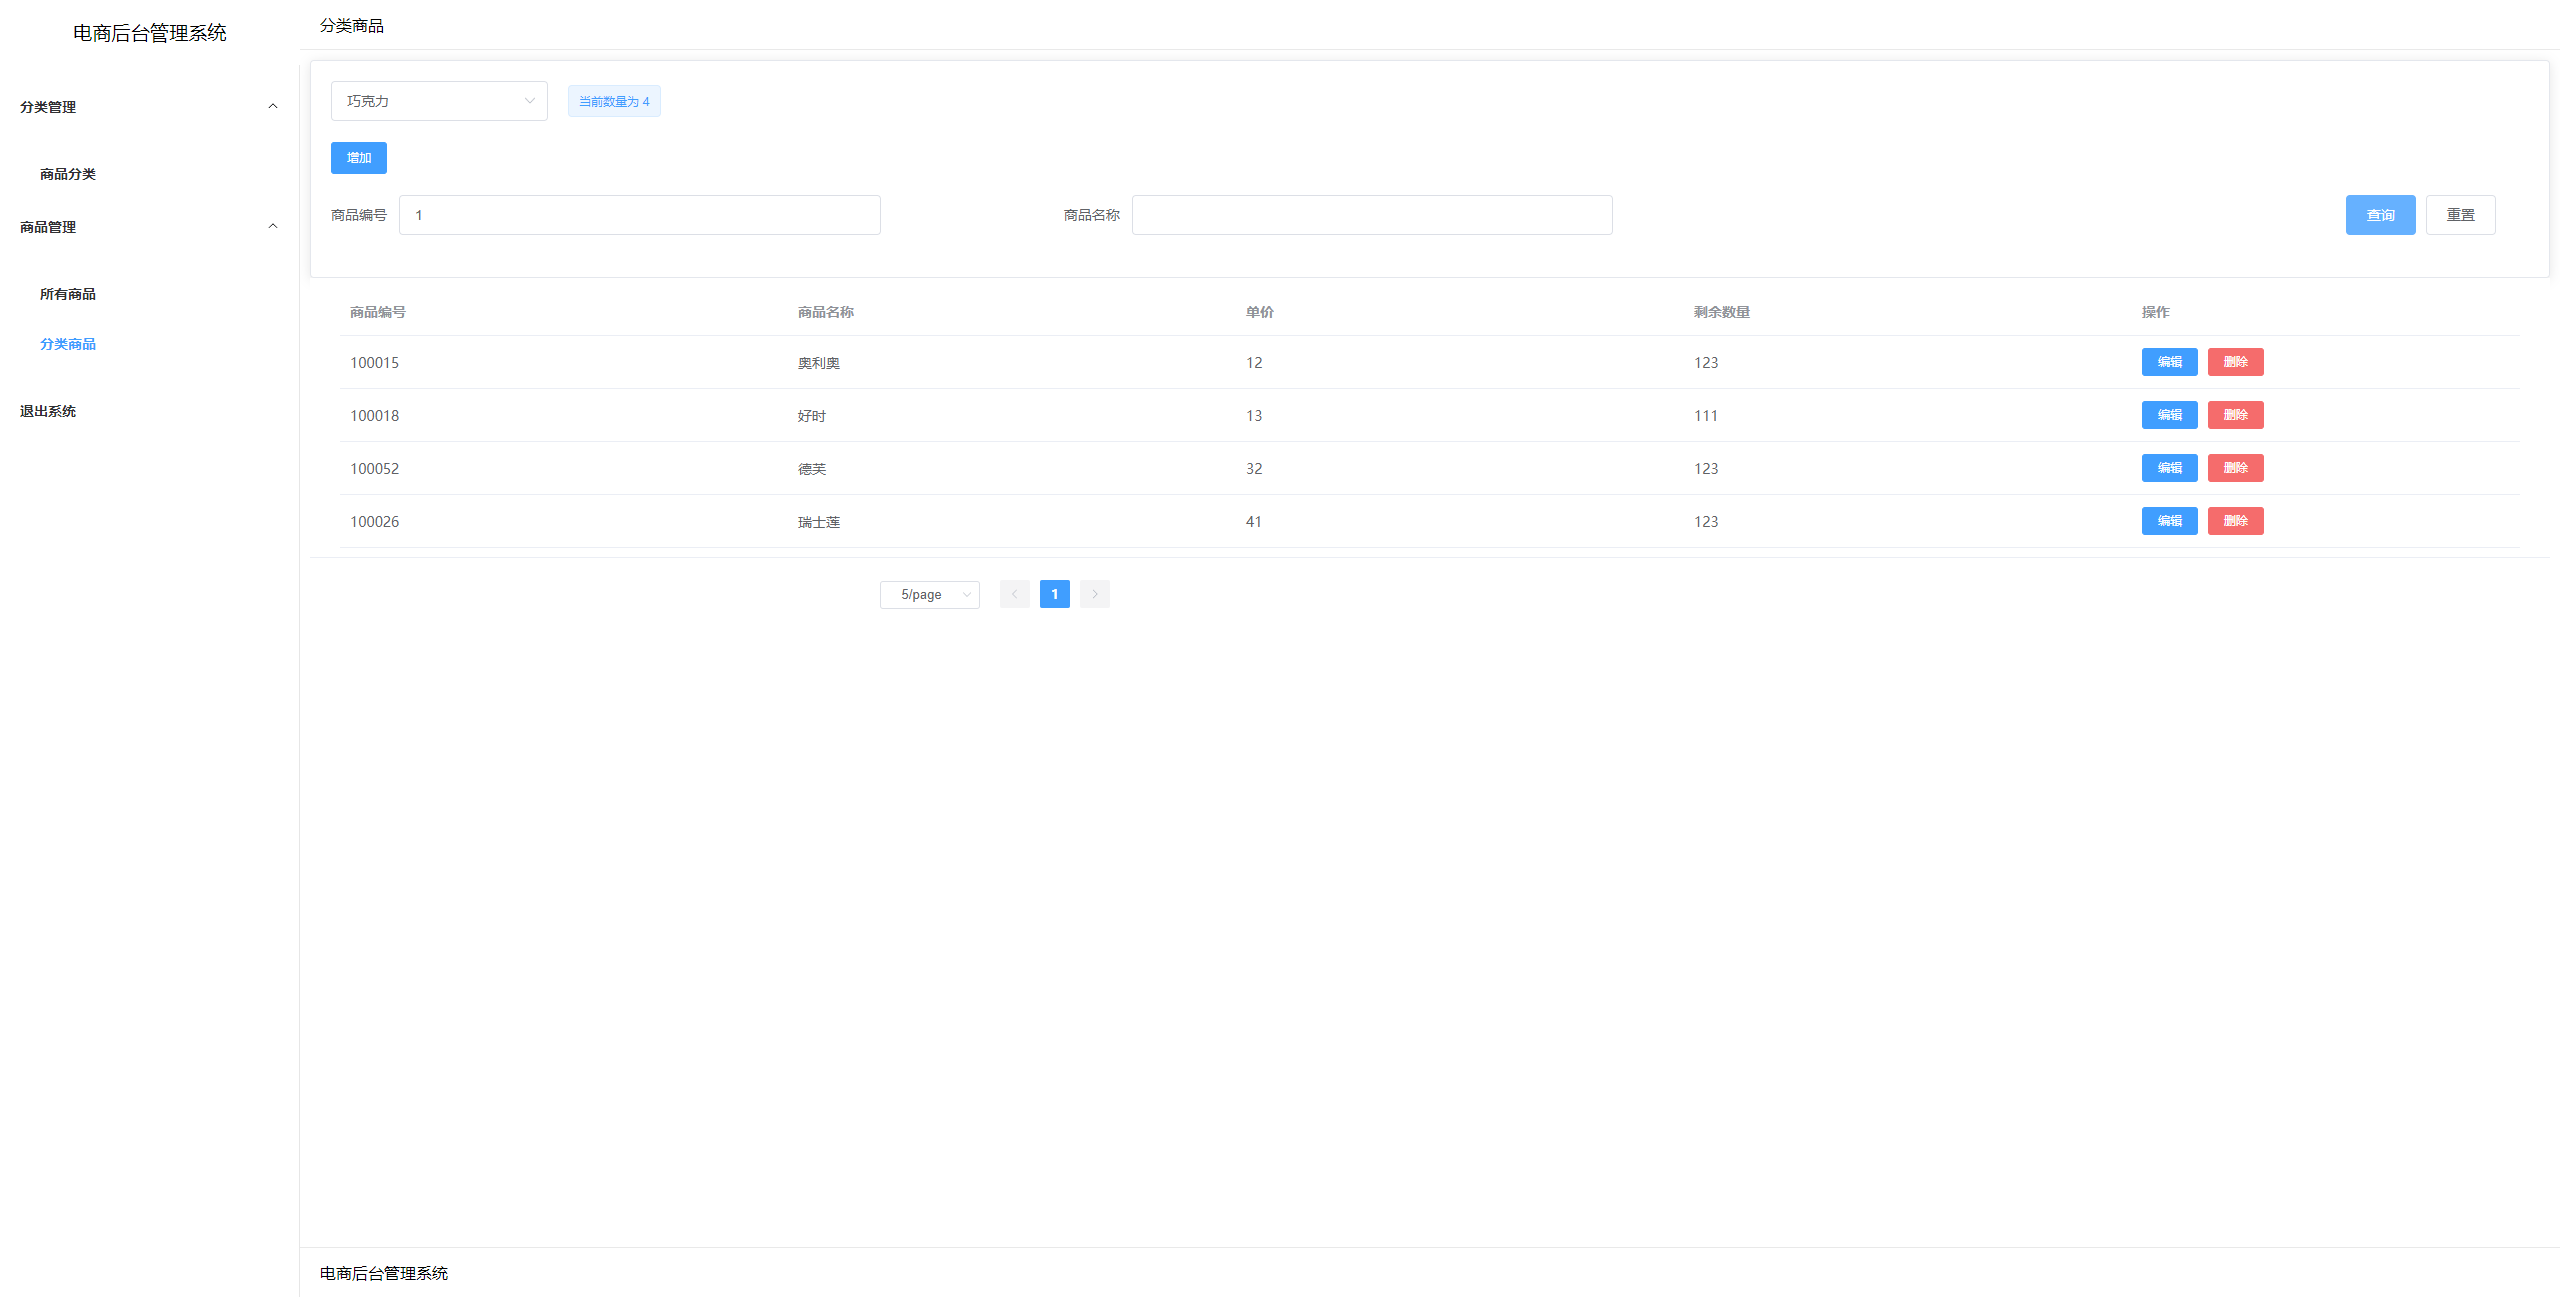 电商后台管理系统
分类管理
商品分类
商品管理
所有商品
分类商品
退出系统
分类商品
巧克力 当前数量为 4
增加
商品编号 1 商品名称 查询 重置
商品编号 商品名称 单价 剩余数量 操作
100015 奥利奥 12 123 编辑 删除
100018 好时 13 111 编辑 删除
100052 德芙 32 123 编辑 删除
100026 瑞士莲 41 123 编辑 删除
5/page 1
电商后台管理系统